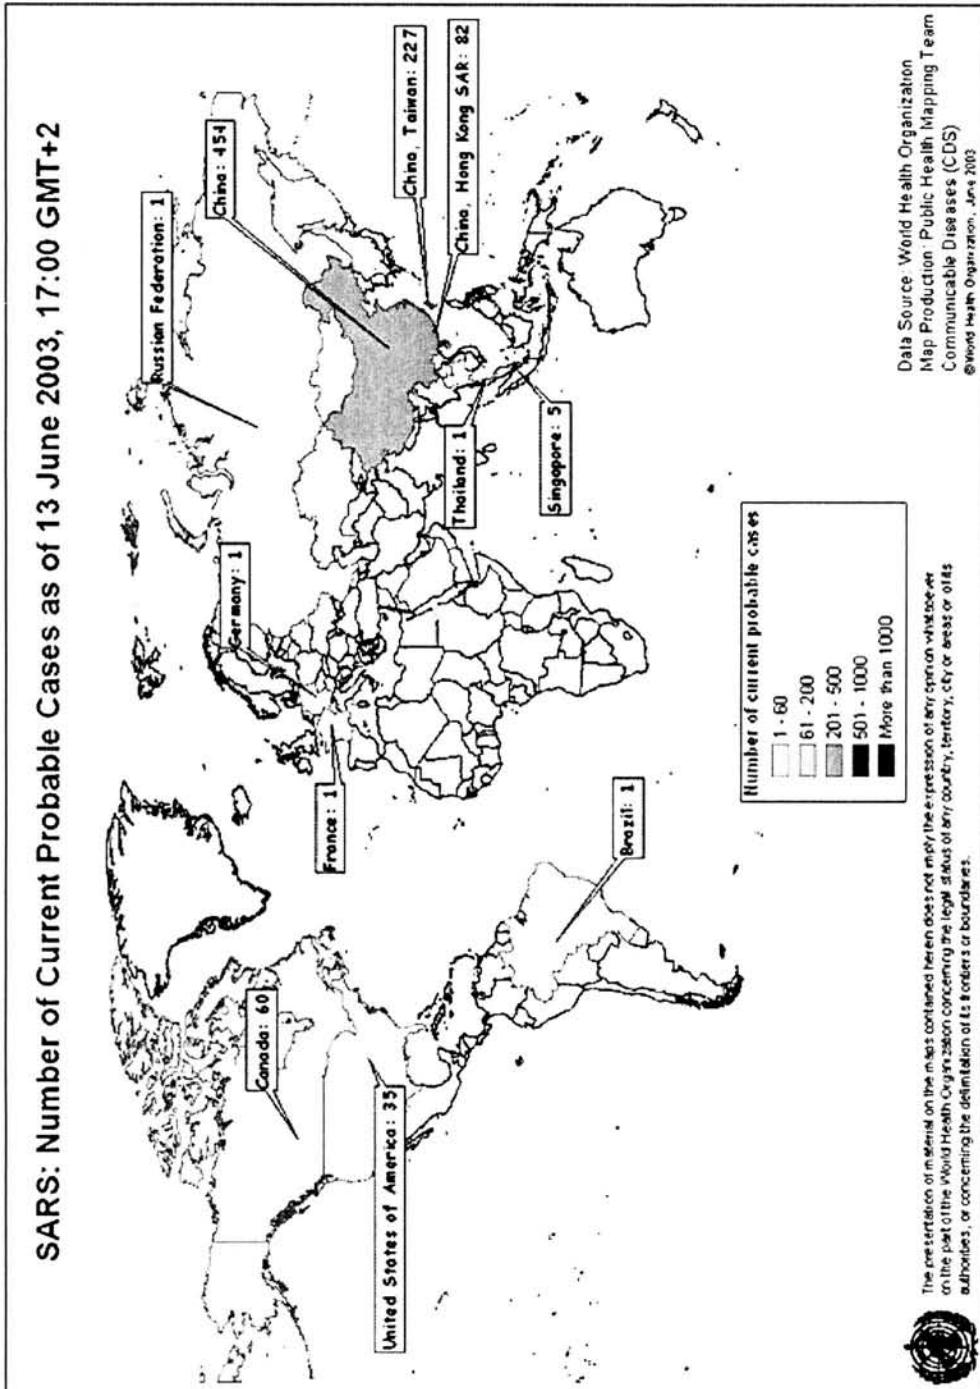 SARS: Number of Current Probable Cases as of 13 June 2003, 17:00 GMT+2
Russian Federation: 1
China: 454
Germany: 1
Canada: 60
France: 1
China, Taiwan: 227
China, Hong Kong SAR: 82
United States of America: 35
Thailand: 1
Singapore: 5
Brazil: 1
Number of current probable cases
1 - 60
61 - 200
201 - 500
501 - 1000
More than 1000
Data Source: World Health Organization
Map Production: Public Health Mapping Team
Communicable Diseases (CDS)
© World Health Organization, June 2003
The presentation of material on the maps contained herein does not imply the expression of any opinion whatsoever
on the part of the World Health Organization concerning the legal status of any country, territory, city or areas or of its
authorities, or concerning the delimitation of its frontiers or boundaries.